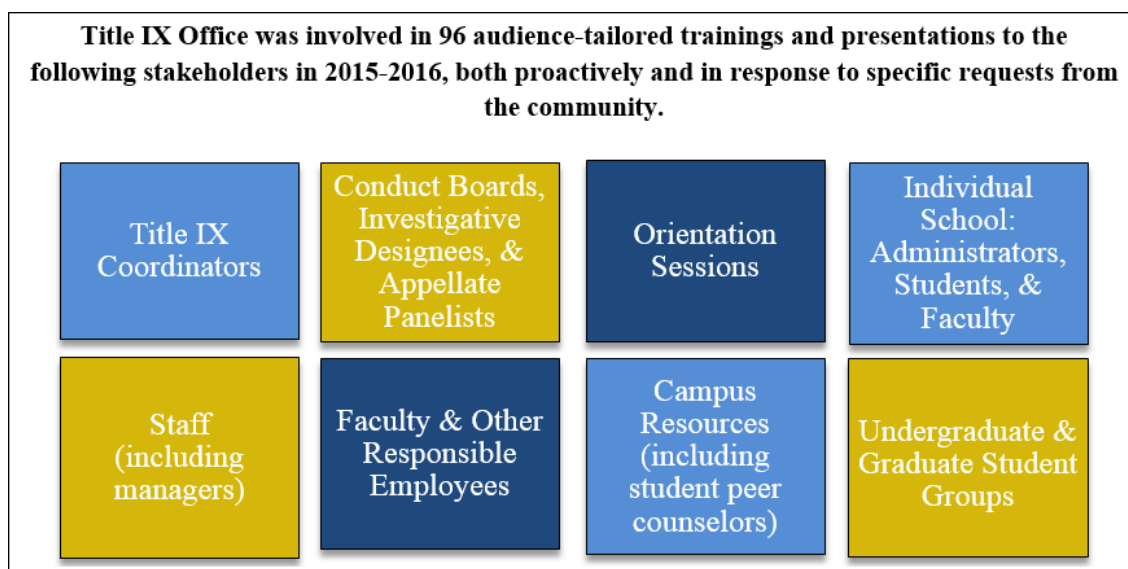 Title IX Office was involved in 96 audience-tailored trainings and presentations to the
following stakeholders in 2015-2016, both proactively and in response to specific requests from
the community.
Title IX
Coordinators
Conduct Boards,
Investigative
Designees, &
Appellate
Panelists
Orientation
Sessions
Individual
School:
Administrators,
Students, &
Faculty
Staff
(including
managers)
Faculty & Other
Responsible
Employees
Campus
Resources
(including
student peer
counselors)
Undergraduate &
Graduate Student
Groups